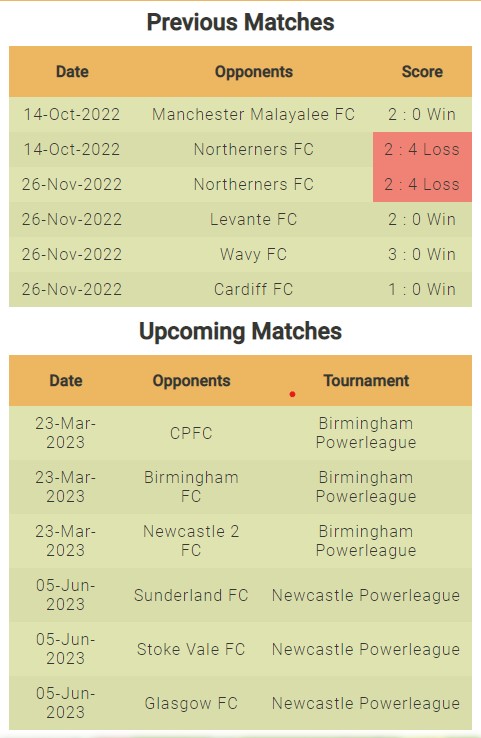 Previous Matches
Date Opponents Score
14-Oct-2022 Manchester Malayalee FC 2 : 0 Win
14-Oct-2022 Northerners FC 2 : 4 Loss
26-Nov-2022 Northerners FC 2 : 4 Loss
26-Nov-2022 Levante FC 2 : 0 Win
26-Nov-2022 Wavy FC 3 : 0 Win
26-Nov-2022 Cardiff FC 1 : 0 Win
Upcoming Matches
Date Opponents Tournament
23-Mar-
2023
CPFC
Birmingham
Powerleague
23-Mar-
2023
Birmingham
FC
Birmingham
Powerleague
23-Mar-
2023
Newcastle 2
FC
Birmingham
Powerleague
05-Jun-
2023
Sunderland FC
Newcastle Powerleague
05-Jun-
2023
Stoke Vale FC
Newcastle Powerleague
05-Jun-
2023
Glasgow FC
Newcastle Powerleague